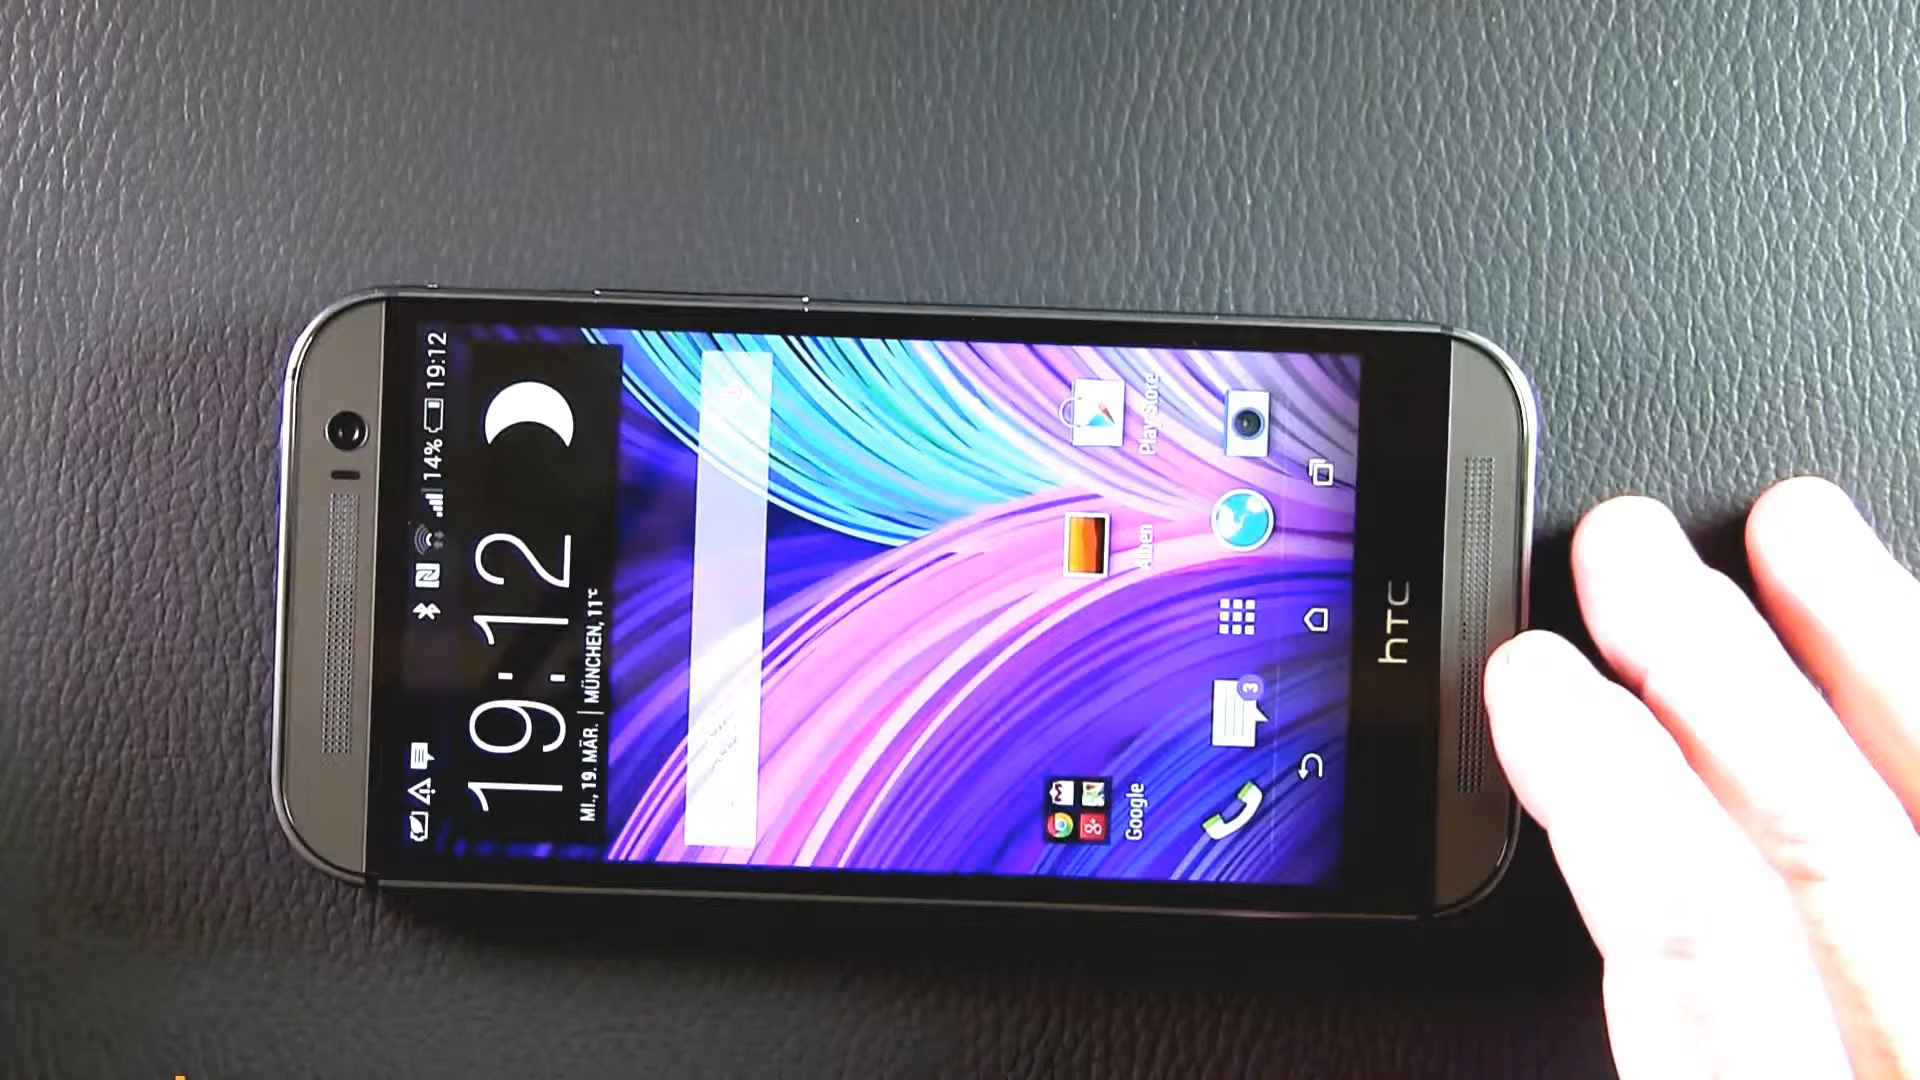 14% 19:12
19:12
MI., 19. MÄR. | MÜNCHEN, 11°C
Google
Alben
Play Store
3
hTC